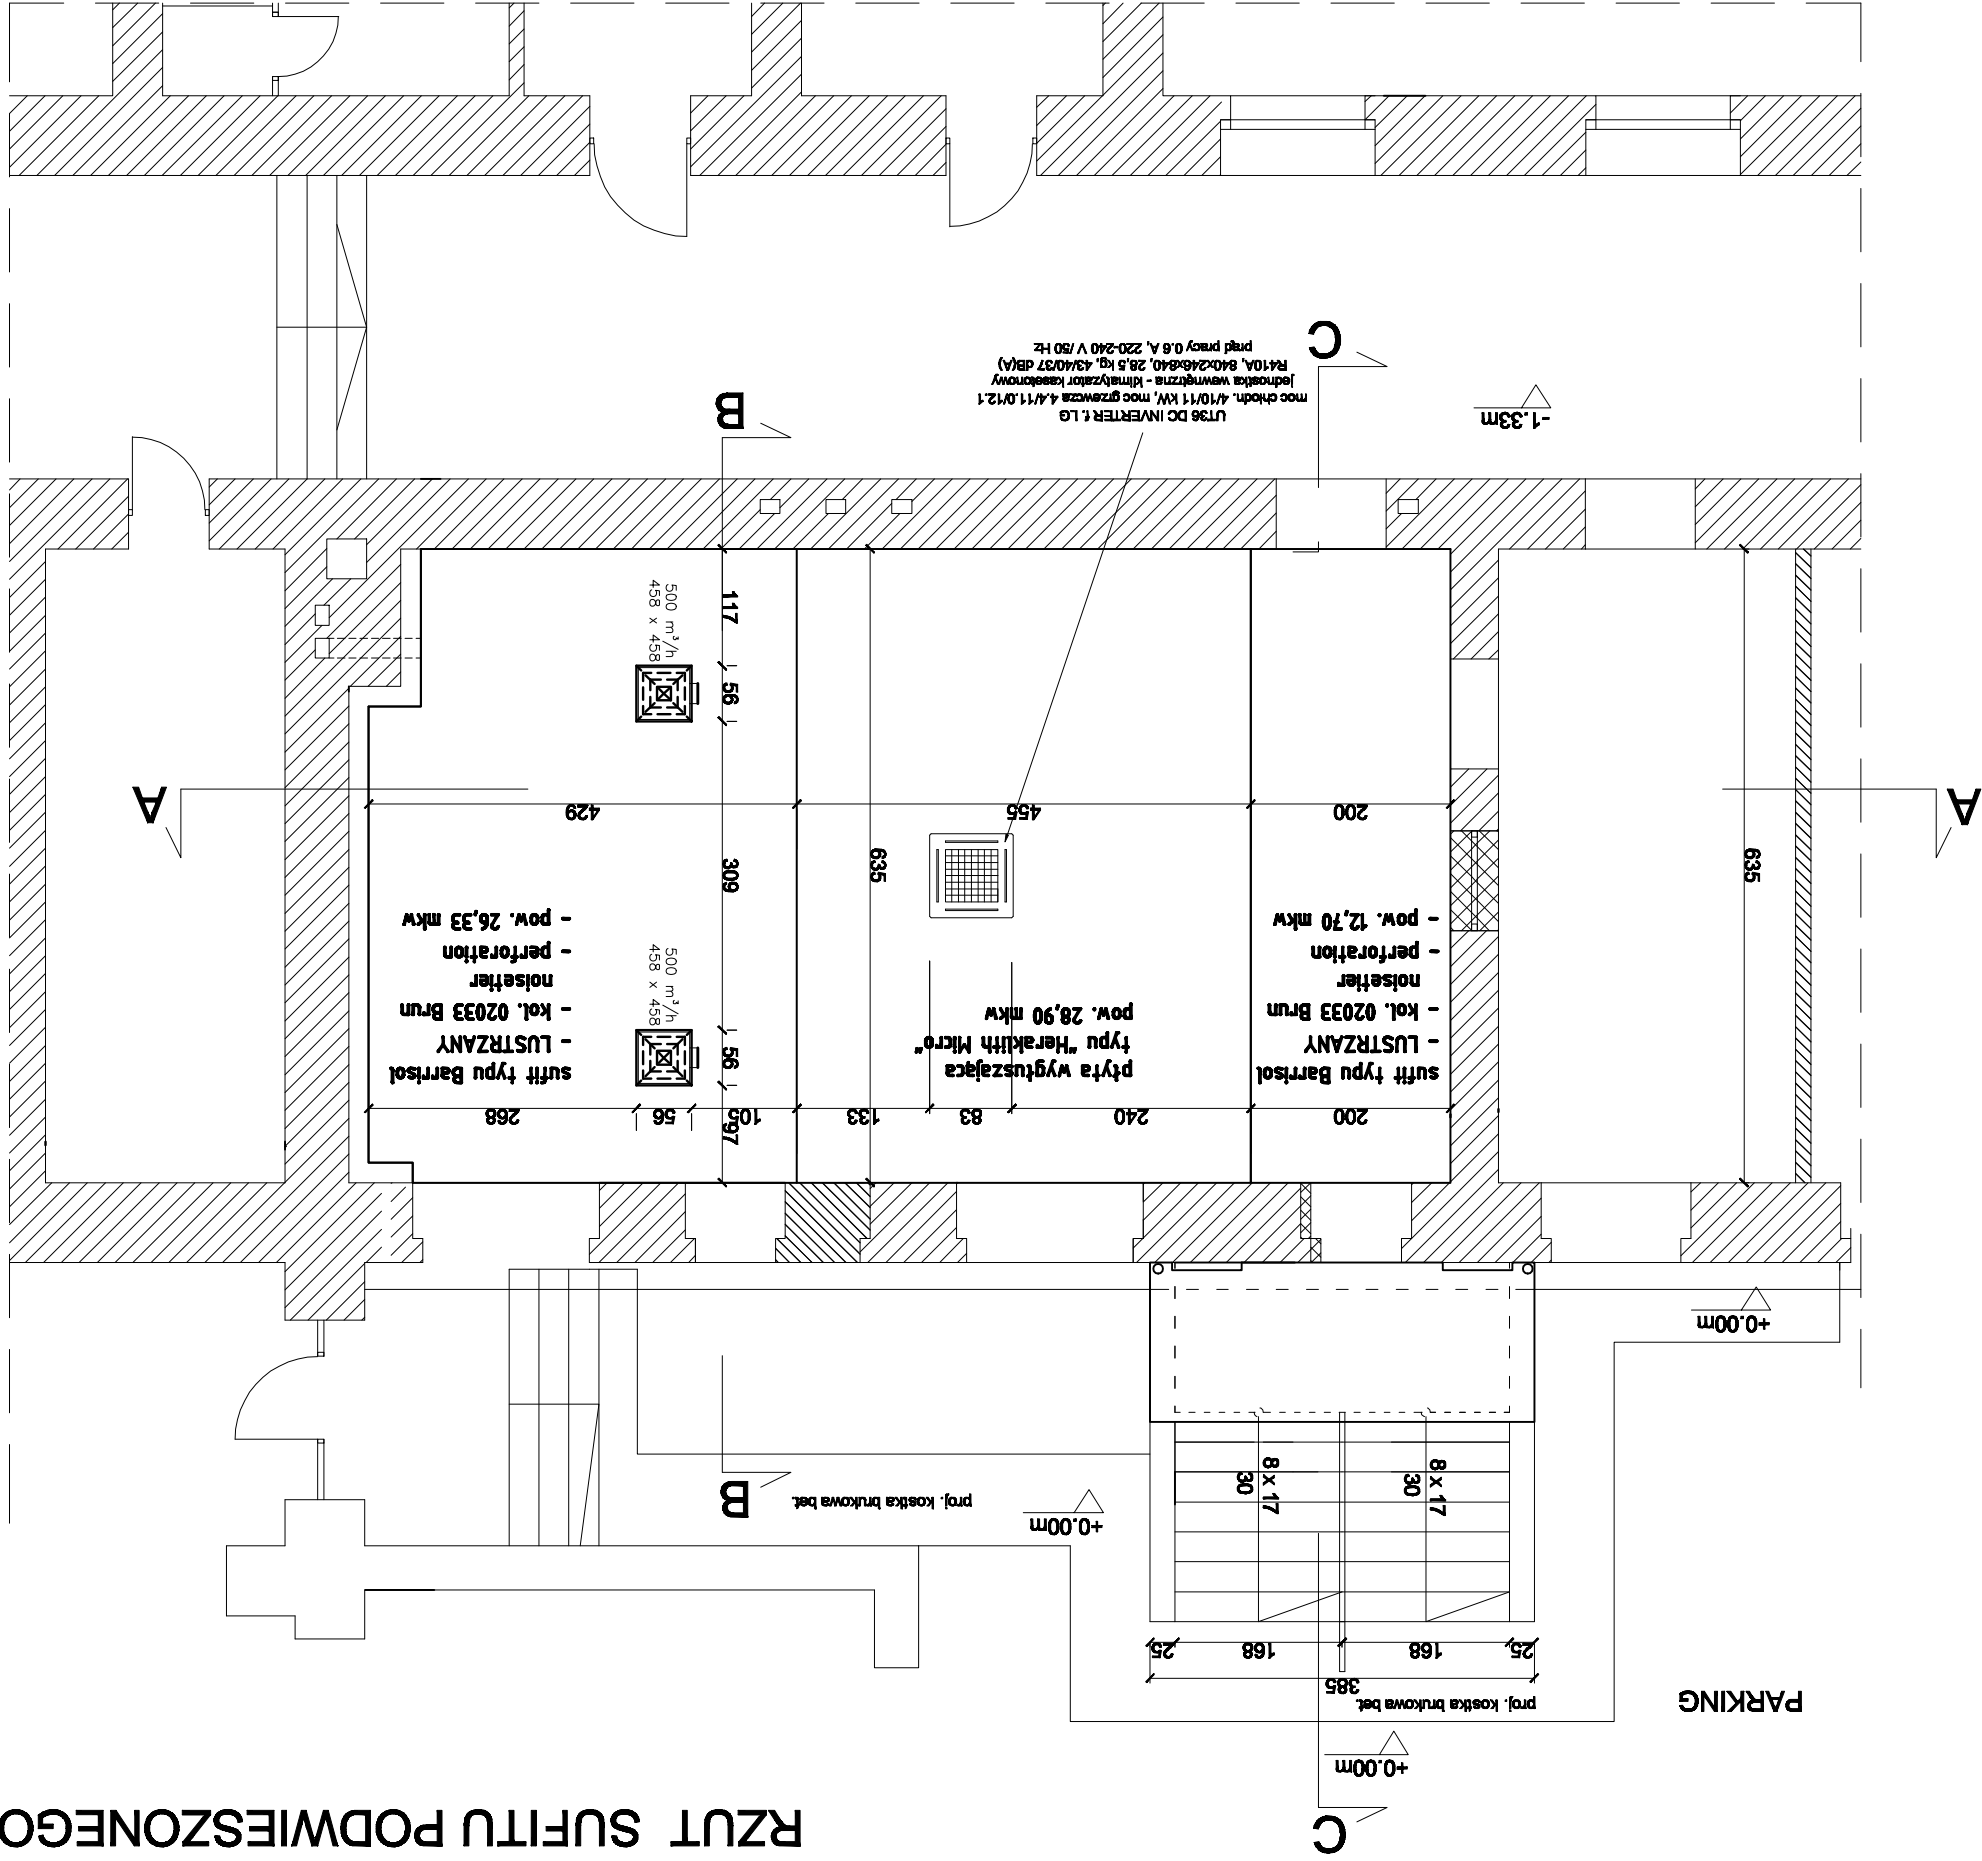 RZUT SUFITU PODWIESZONEGO
C
+0.00m
PARKING
proj. kostka brukowa bet.
385
25
168
168
25
8 x 17
30
8 x 17
30
+0.00m
proj. kostka brukowa bet.
B
+0.00m
200
240
83
133
105
56
268
97
sufit typu Barrisol
- LUSTRZANY
- kol. 02033 Brun
noisetier
- perforation
- pow. 12,70 mkw
płyta wygłuszająca
typu "Heraklith Micro"
pow. 28,90 mkw
sufit typu Barrisol
- LUSTRZANY
- kol. 02033 Brun
noisetier
- perforation
- pow. 26,33 mkw
56
500 m³/h
458 x 458
635
635
309
A
A
200
455
429
56
117
500 m³/h
458 x 458
UT36 DC INVERTER f. LG
moc chłodn. 4/10/11 kW, moc grzewcza 4.4/11.0/12.1
jednostka wewnętrzna - klimatyzator kasetonowy
R410A, 840x246x840, 28,5 kg, 43/40/37 dB(A)
prąd pracy 0.6 A, 220-240 V /50 Hz
-1.33m
B
C